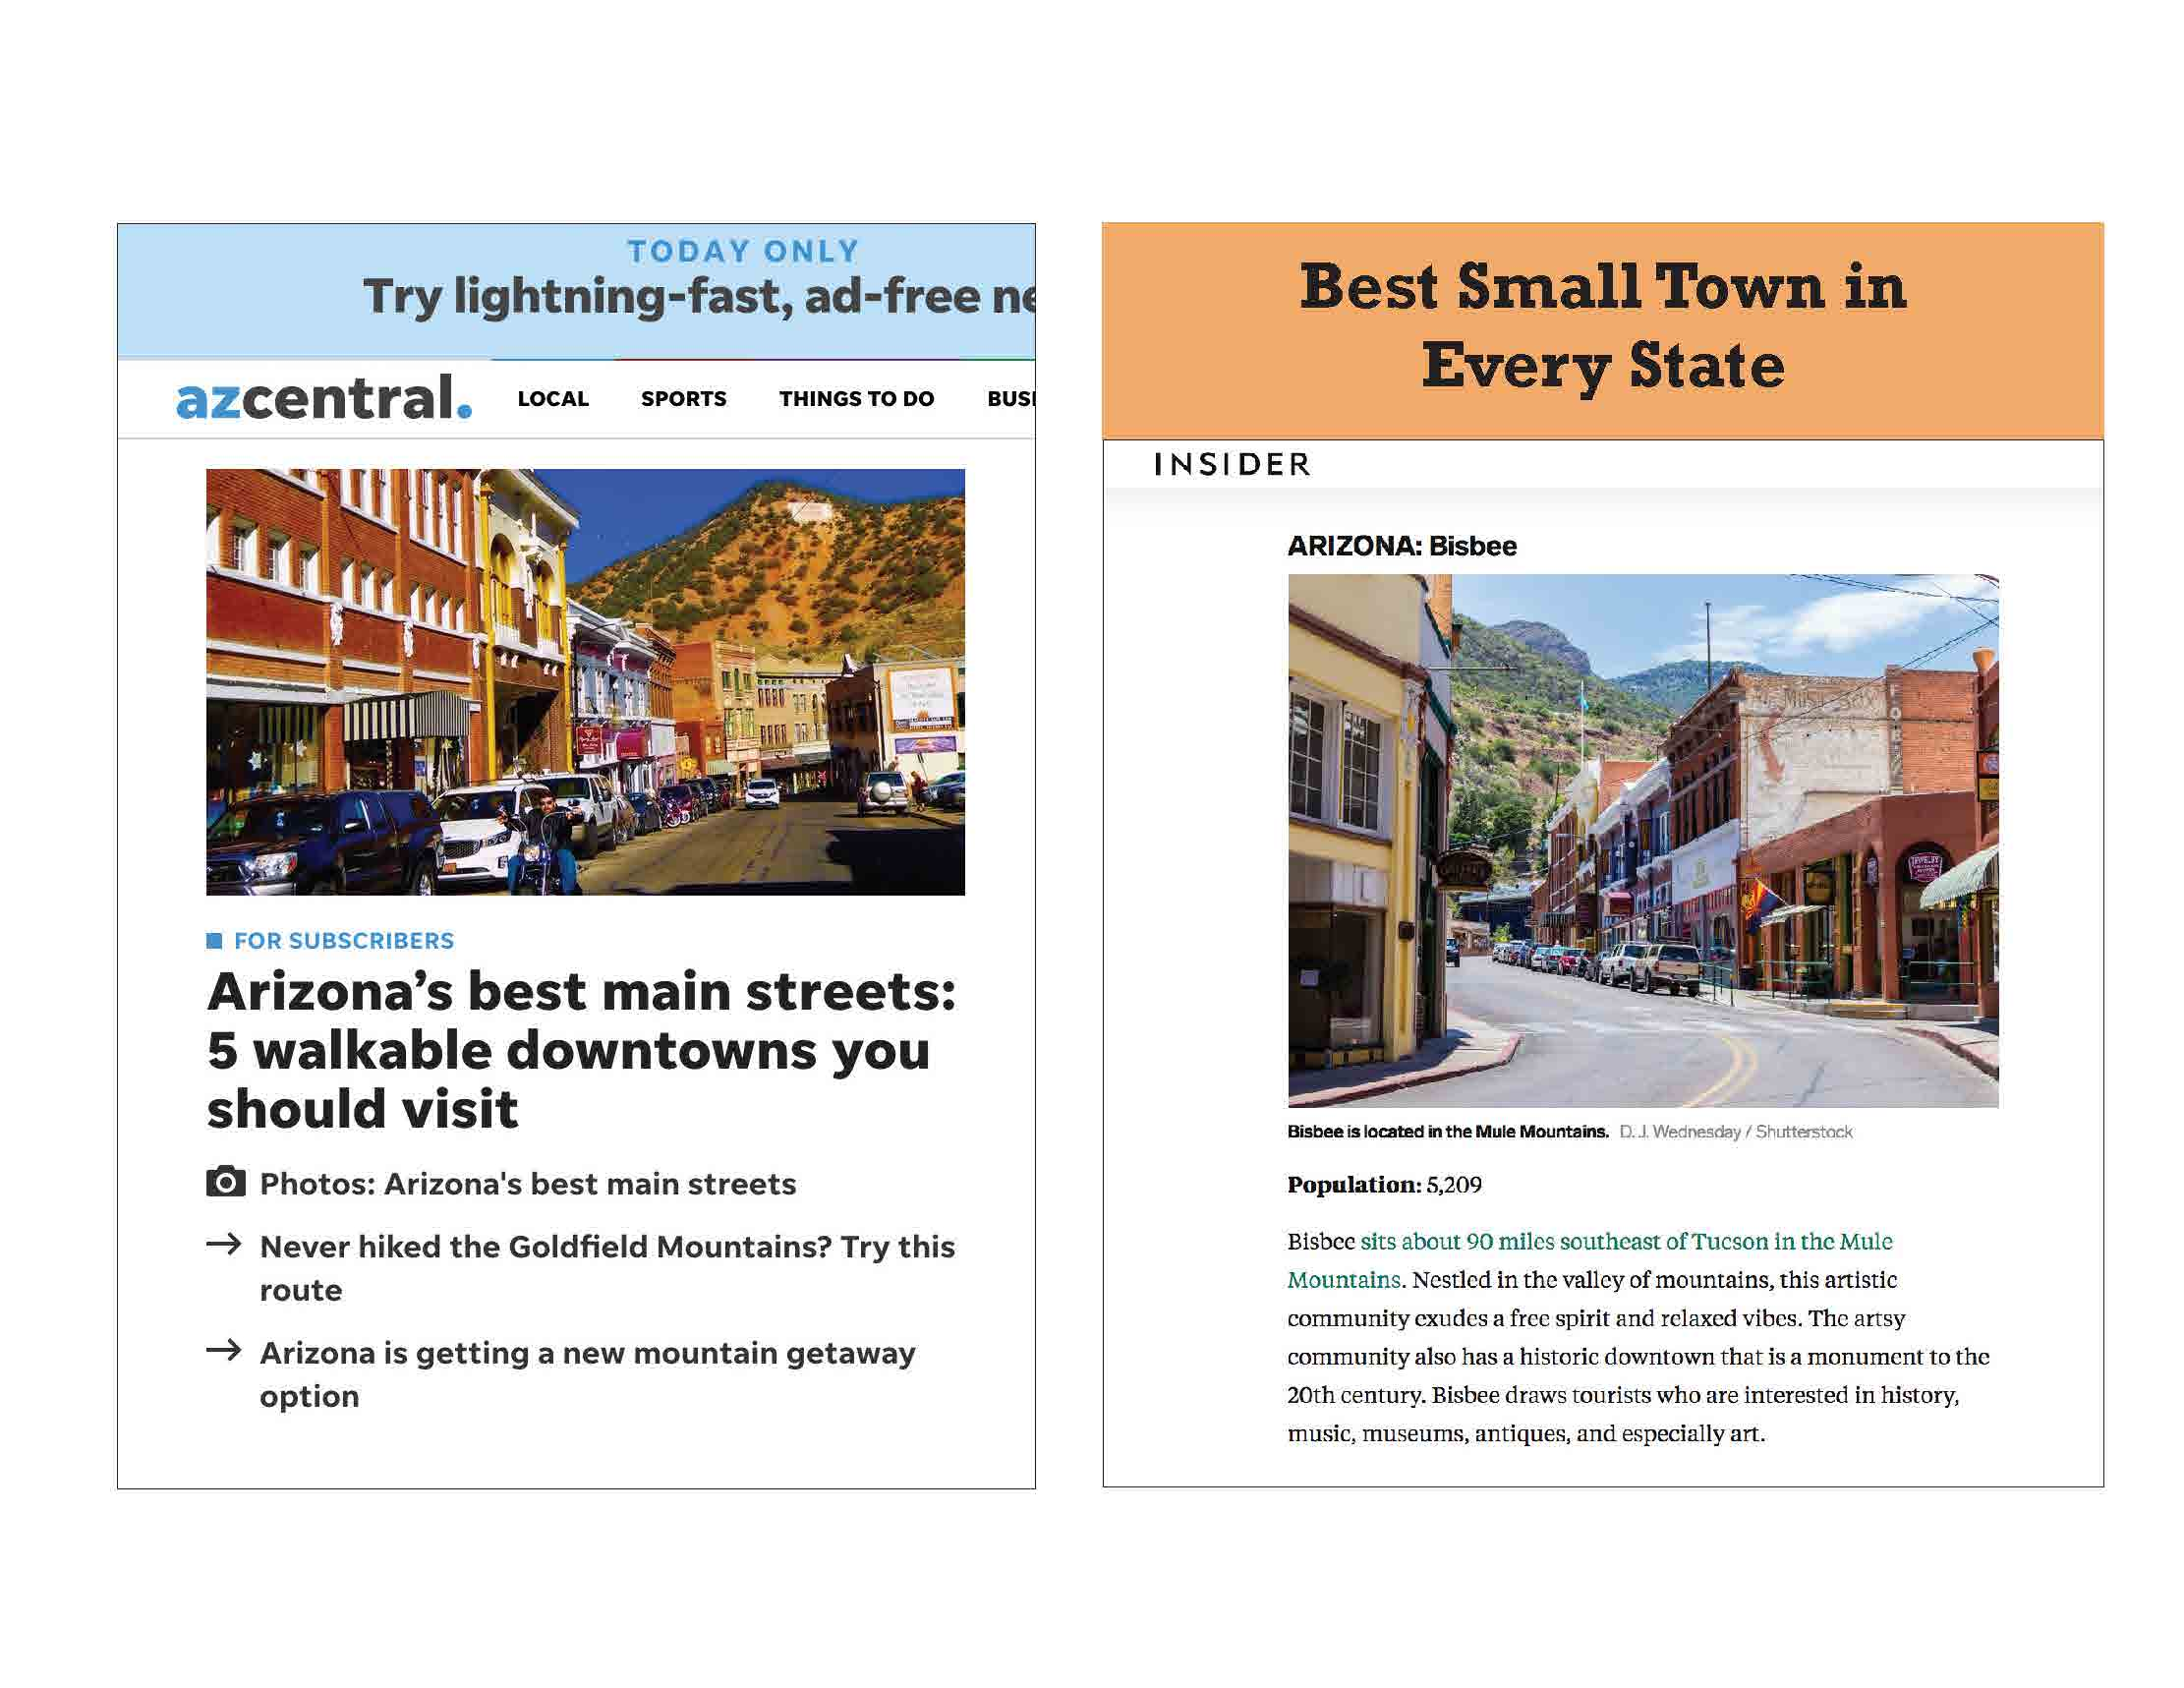 TODAY ONLY
Try lightning-fast, ad-free ne
azcentral.
LOCAL SPORTS THINGS TO DO BUSI
FOR SUBSCRIBERS
Arizona's best main streets:
5 walkable downtowns you
should visit
Photos: Arizona's best main streets
Never hiked the Goldfield Mountains? Try this
route
Arizona is getting a new mountain getaway
option
Best Small Town in
Every State
INSIDER
ARIZONA: Bisbee
JEWELRY
Bisbee is located in the Mule Mountains. D. J. Wednesday / Shutterstock
Population: 5,209
Bisbee sits about 90 miles southeast of Tucson in the Mule
Mountains. Nestled in the valley of mountains, this artistic
community exudes a free spirit and relaxed vibes. The artsy
community also has a historic downtown that is a monument to the
20th century. Bisbee draws tourists who are interested in history,
music, museums, antiques, and especially art.